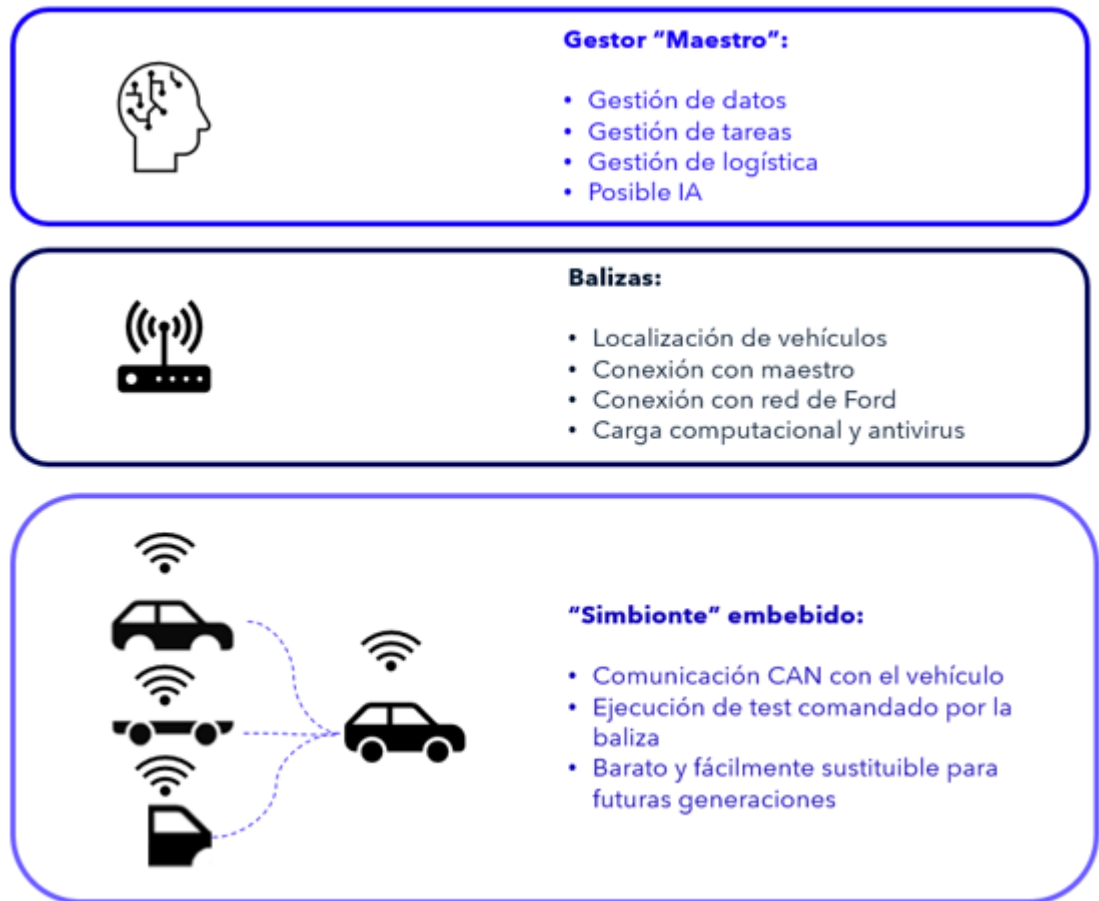 Gestor “Maestro”:
• Gestión de datos
• Gestión de tareas
• Gestión de logística
• Posible IA
Balizas:
• Localización de vehículos
• Conexión con maestro
• Conexión con red de Ford
• Carga computacional y antivirus
“Simbionte” embebido:
• Comunicación CAN con el vehículo
• Ejecución de test comandado por la
baliza
• Barato y fácilmente sustituible para
futuras generaciones